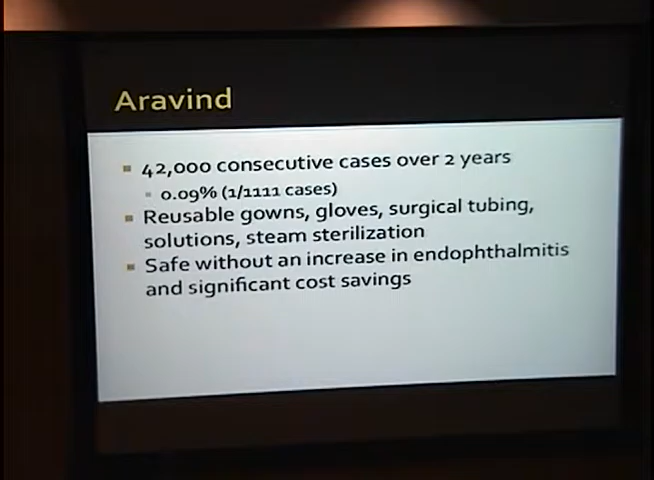 Aravind
42,000 consecutive cases over 2 years
0.09% (1/1111 cases)
Reusable gowns, gloves, surgical tubing,
solutions, steam sterilization
Safe without an increase in endophthalmitis
and significant cost savings